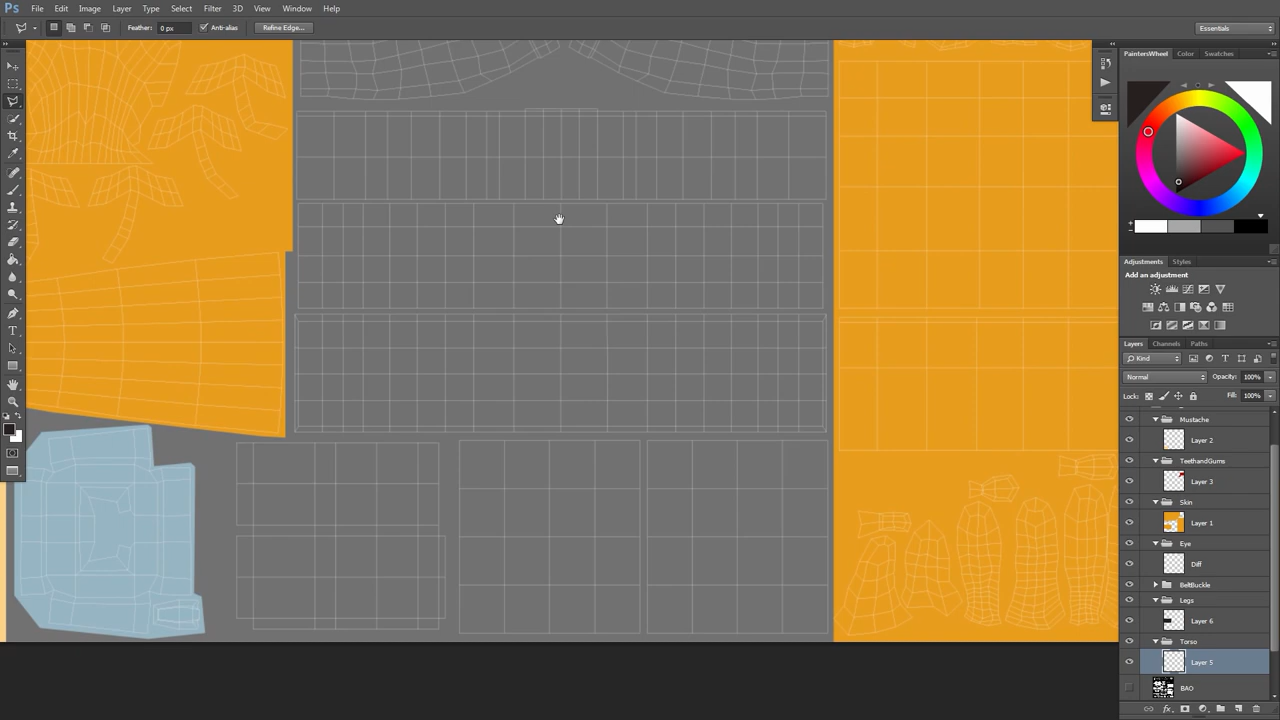 Ps File Edit Image Layer Type Select Filter 3D View Window Help
Feather: 0 px Anti-alias Refine Edge... Essentials
PaintersWheel Color Swatches
Adjustments Styles
Add an adjustment
Layers Channels Paths
Kind
Normal Opacity: 100%
Lock: Fill: 100%
Mustache
Layer 2
TeethandGums
Layer 3
Skin
Layer 1
Eye
Diff
BeltBuckle
Legs
Layer 6
Torso
Layer 5
BAO